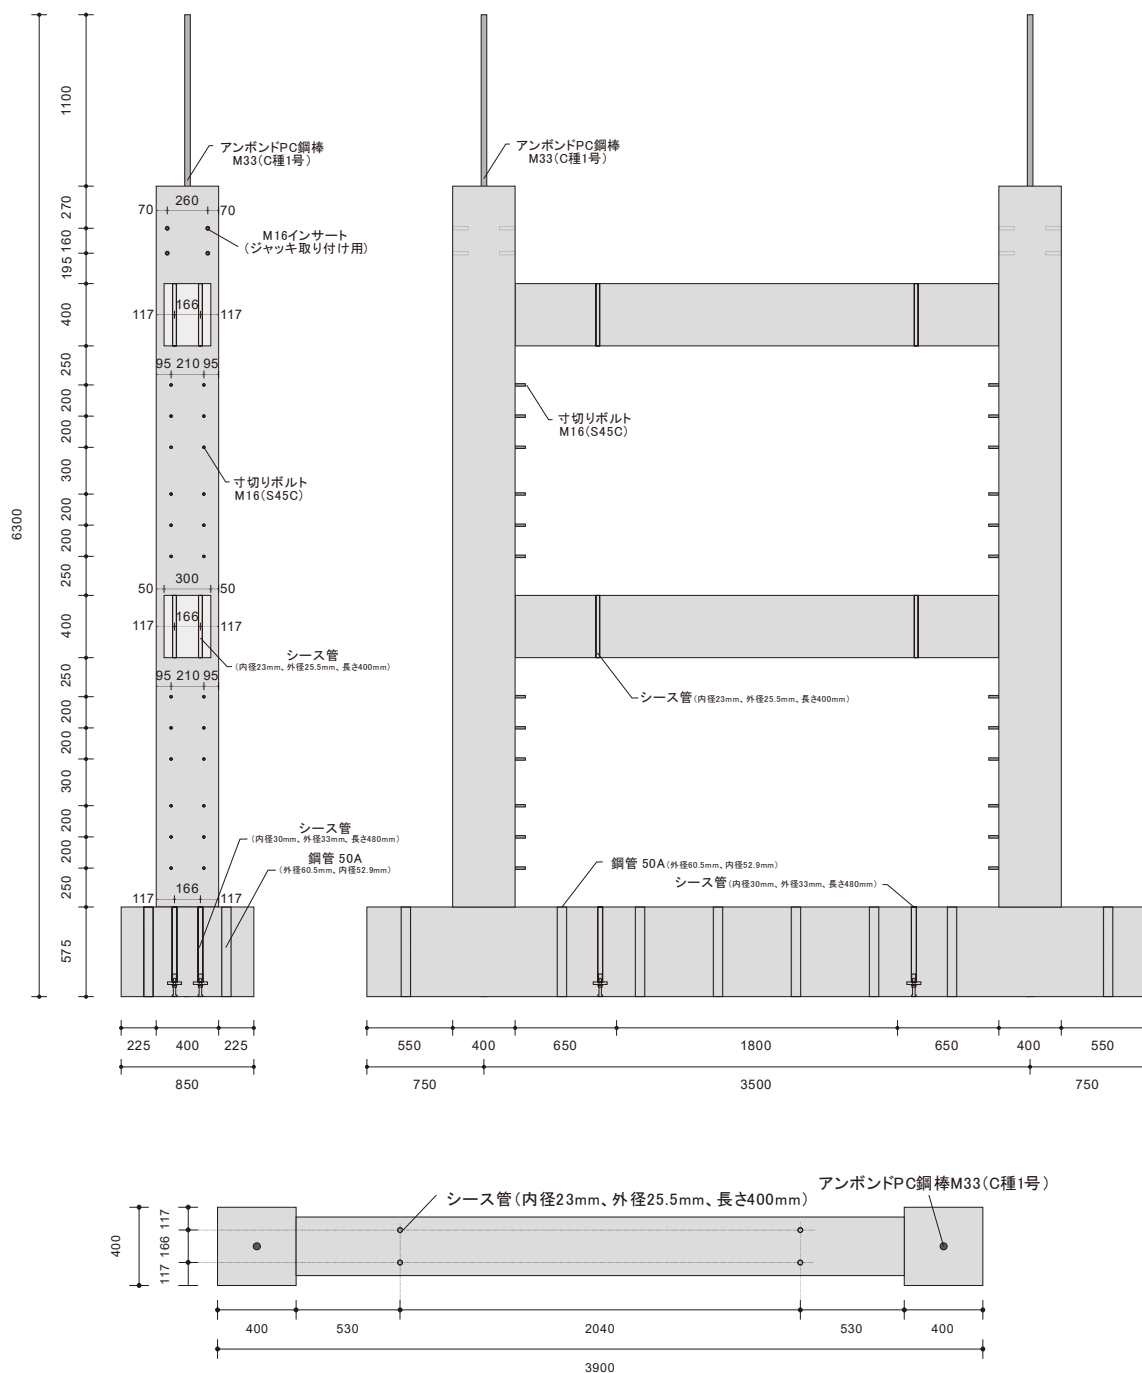 6300
1100
270
160
195
400
250
200
200
300
200
200
250
400
250
200
200
300
200
200
250
575
アンボンドPC鋼棒
M33(C種1号)
260
70
70
M16インサート
(ジャッキ取り付け用)
166
117
117
95 210 95
寸切りボルト
M16(S45C)
300
50
50
166
117
117
シース管
(内径23mm、外径25.5mm、長さ400mm)
95 210 95
シース管
(内径30mm、外径33mm、長さ480mm)
鋼管 50A
(外径60.5mm、内径52.9mm)
166
117
117
225 400 225
850
アンボンドPC鋼棒
M33(C種1号)
寸切りボルト
M16(S45C)
シース管(内径23mm、外径25.5mm、長さ400mm)
鋼管 50A(外径60.5mm、内径52.9mm)
シース管(内径30mm、外径33mm、長さ480mm)
550 400 650 1800 650 400 550
750 3500 750
シース管(内径23mm、外径25.5mm、長さ400mm)
アンボンドPC鋼棒M33(C種1号)
400
117
166
117
400 530 2040 530 400
3900